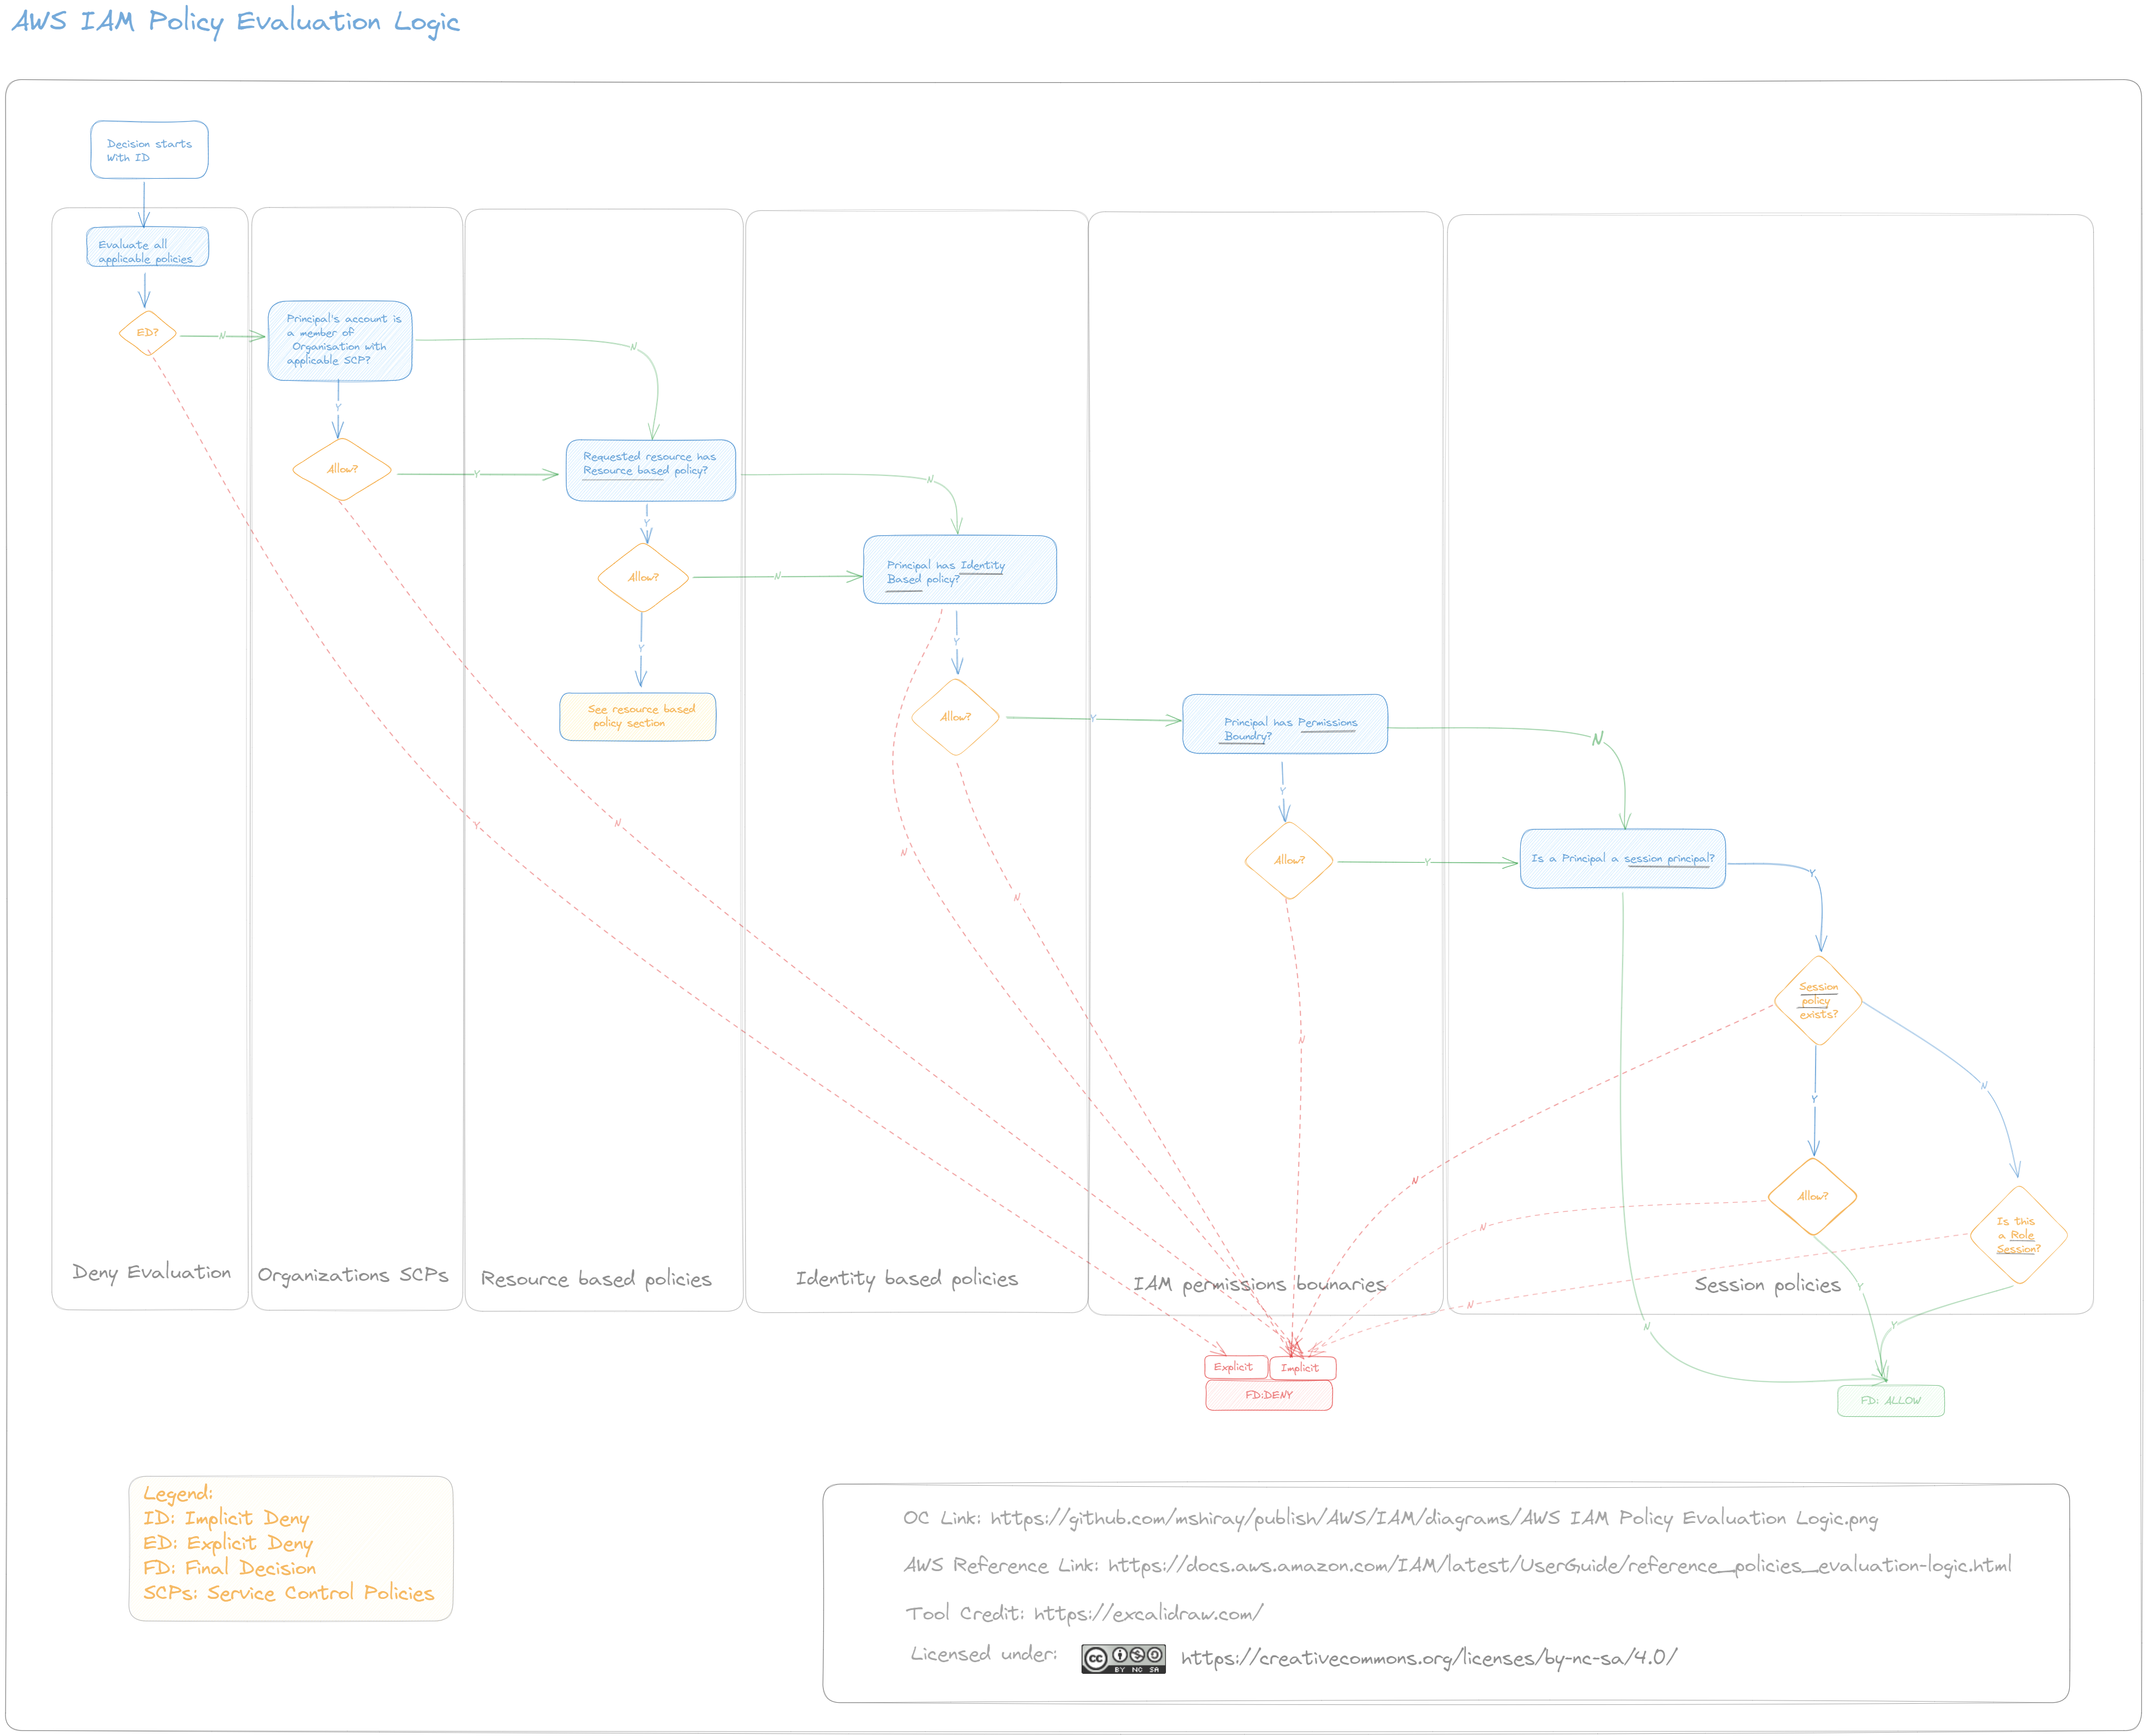 AWS IAM Policy Evaluation Logic
Decision starts
With ID
Evaluate all
applicable policies
ED?
N
Y
Principal's account is
a member of
Organisation with
applicable SCP?
N
Y
Allow?
Y
N
Requested resource has
Resource based policy?
N
Y
Allow?
N
Y
See resource based
policy section
Principal has Identity
Based policy?
Y
N
Allow?
Y
N
Principal has Permissions
Boundry?
N
Y
Allow?
Y
N
Is a Principal a session principal?
Y
N
Session
policy
exists?
N
Y
N
Allow?
N
Y
Is this
a Role
Session?
N
Y
Deny Evaluation
Organizations SCPs
Resource based policies
Identity based policies
IAM permissions bounaries
Session policies
Explicit
Implicit
FD:DENY
FD: ALLOW
Legend:
ID: Implicit Deny
ED: Explicit Deny
FD: Final Decision
SCPs: Service Control Policies
OC Link: https://github.com/mshiray/publish/AWS/IAM/diagrams/AWS IAM Policy Evaluation Logic.png
AWS Reference Link: https://docs.aws.amazon.com/IAM/latest/UserGuide/reference_policies_evaluation-logic.html
Tool Credit: https://excalidraw.com/
Licensed under:
cc
BY NC SA
https://creativecommons.org/licenses/by-nc-sa/4.0/